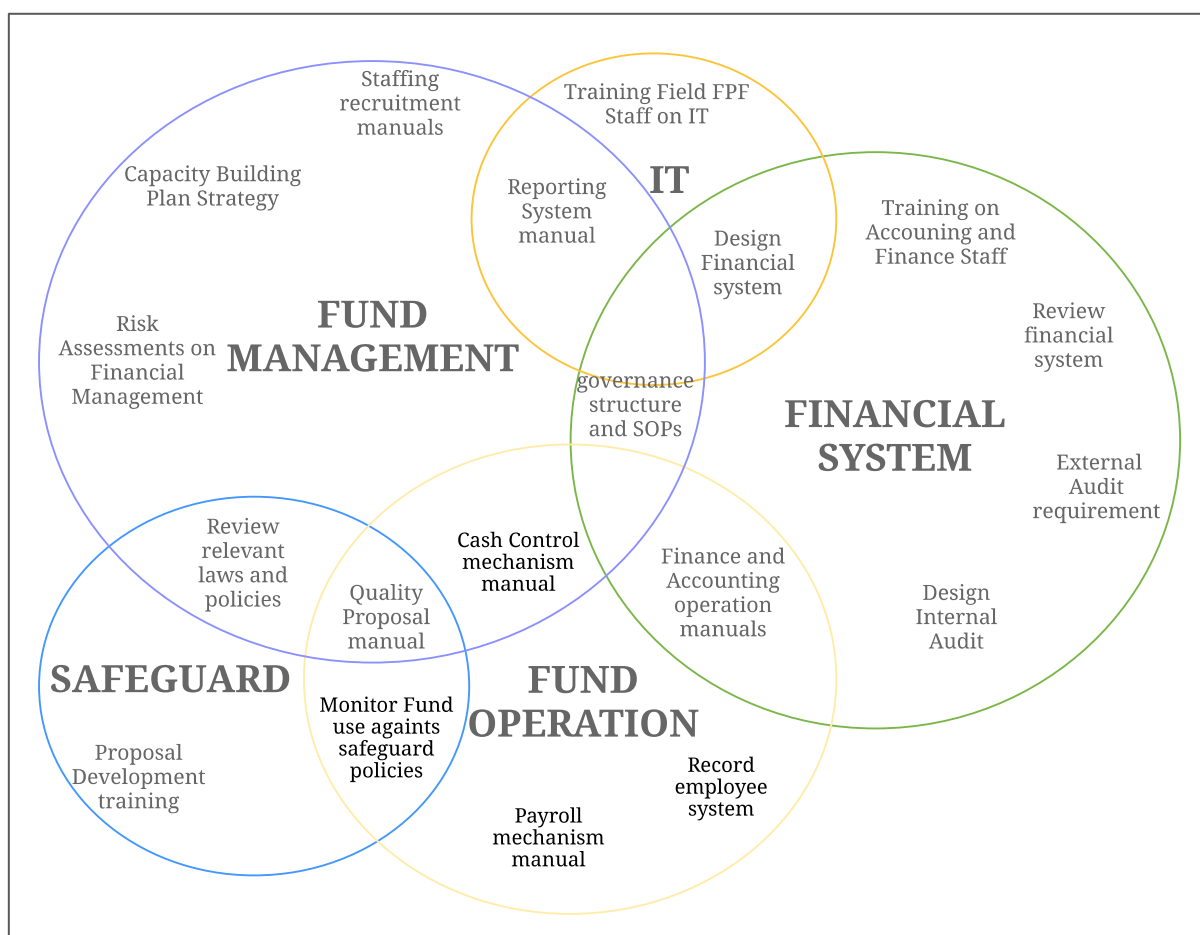 Staffing
recruitment
manuals
Training Field FPF
Staff on IT
Capacity Building
Plan Strategy
IT
Reporting
System
manual
Training on
Accouning and
Finance Staff
Design
Financial
system
FUND
MANAGEMENT
Risk
Assessments on
Financial
Management
Review
financial
system
governance
structure
and SOPs
FINANCIAL
SYSTEM
External
Audit
requirement
Review
relevant
laws and
policies
Cash Control
mechanism
manual
Finance and
Accounting
operation
manuals
Quality
Proposal
manual
Design
Internal
Audit
SAFEGUARD
FUND
OPERATION
Monitor Fund
use againts
safeguard
policies
Proposal
Development
training
Record
employee
system
Payroll
mechanism
manual